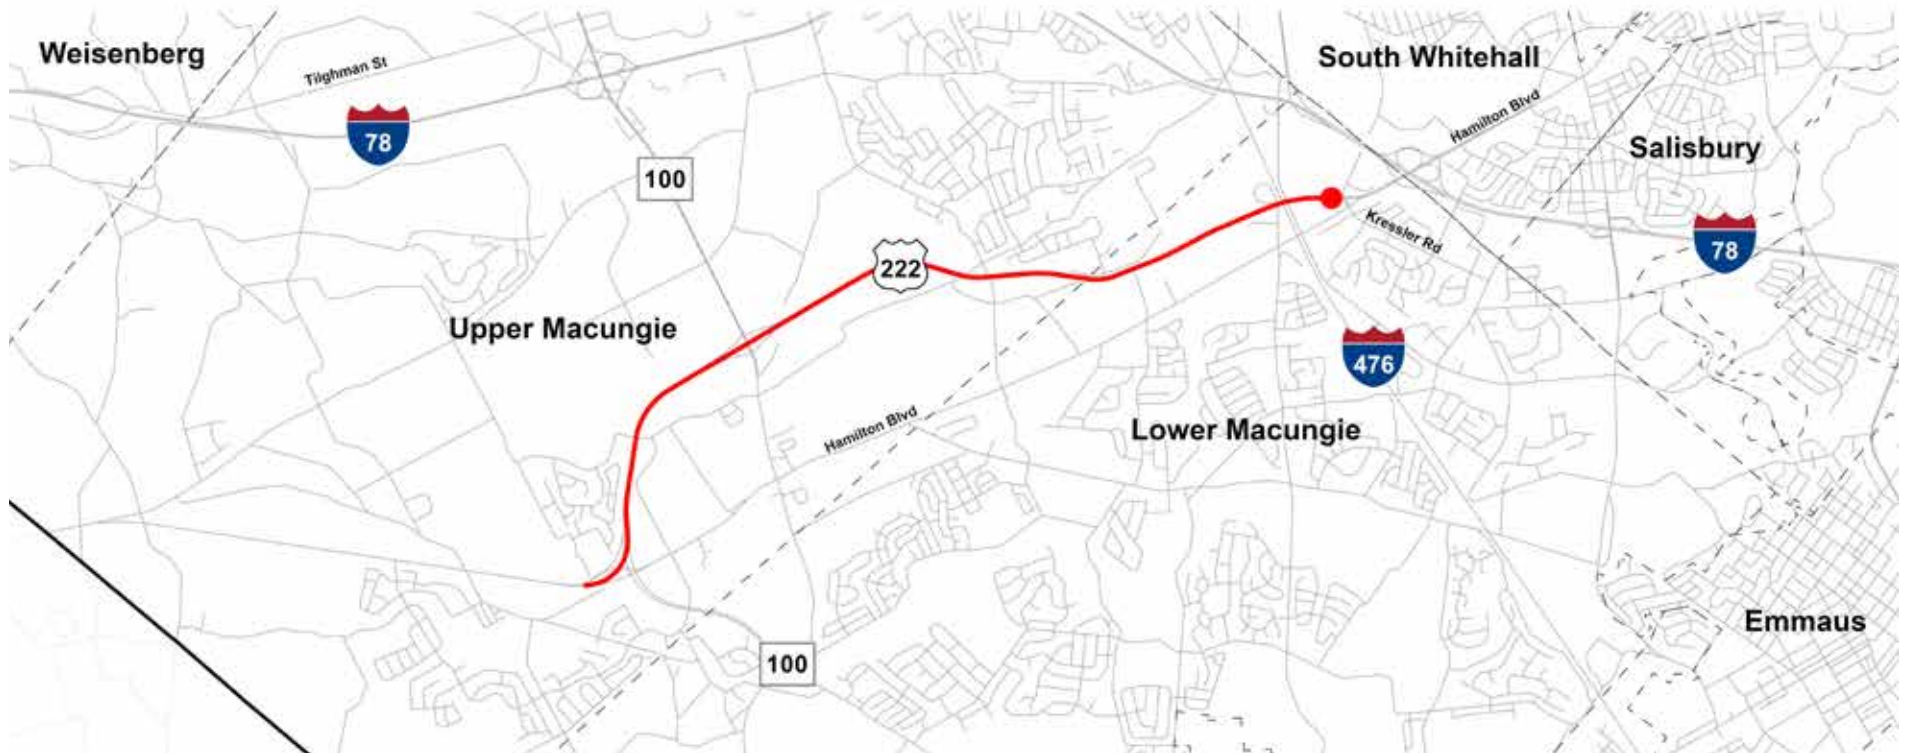 Weisenberg
Tilghman St
78
100
South Whitehall
Hamilton Blvd
Salisbury
Kressler Rd
78
222
Upper Macungie
476
Hamilton Blvd
Lower Macungie
Emmaus
100